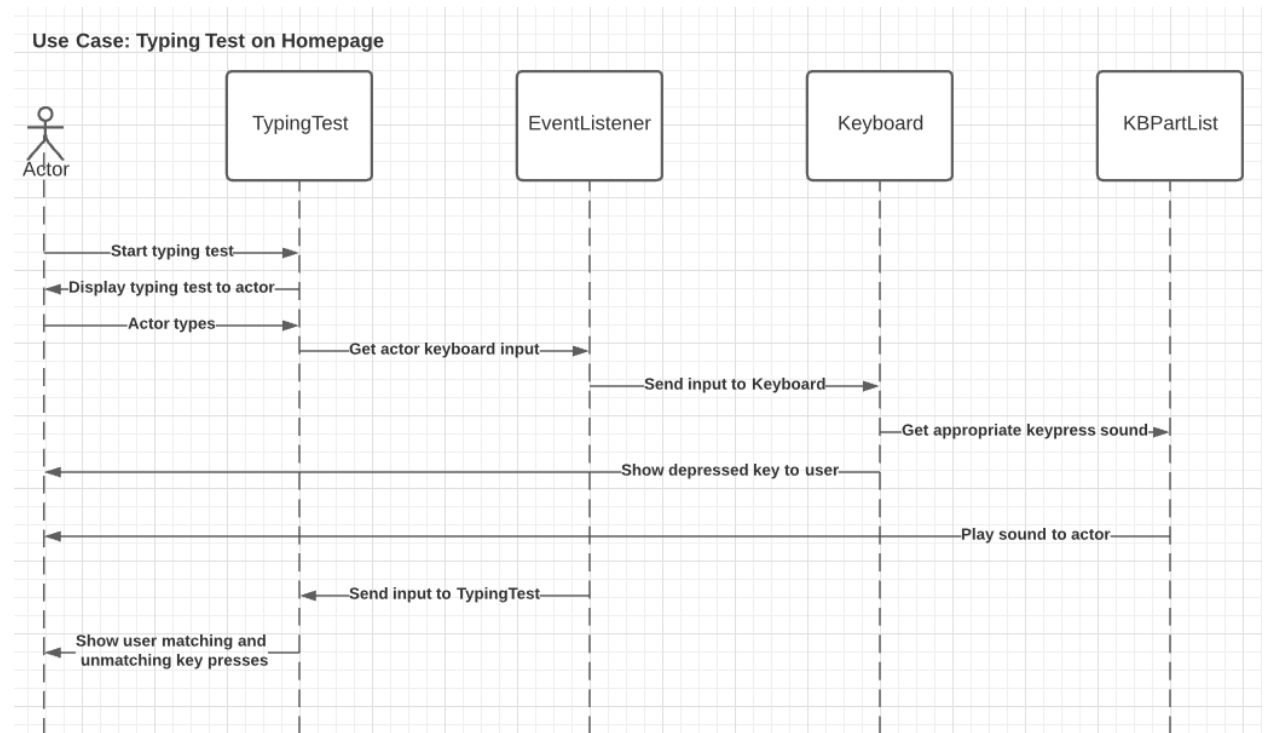 Use Case: Typing Test on Homepage
TypingTest
EventListener
Keyboard
KBPartList
Actor
Start typing test
Display typing test to actor
Actor types
Get actor keyboard input
Send input to Keyboard
Get appropriate keypress sound
Show depressed key to user
Play sound to actor
Send input to TypingTest
Show user matching and
unmatching key presses